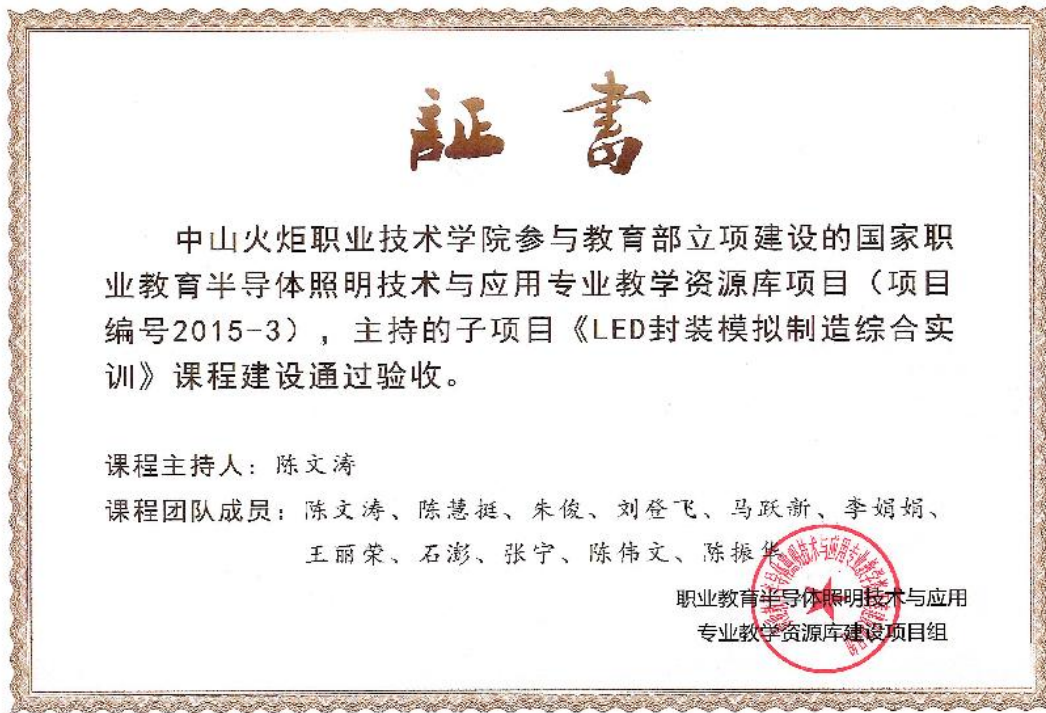 証書
中山火炬职业技术学院参与教育部立项建设的国家职
业教育半导体照明技术与应用专业教学资源库项目（项目
编号2015-3），主持的子项目《LED封装模拟制造综合实
训》课程建设通过验收。
课程主持人：陈文涛
课程团队成员：陈文涛、陈慧挺、朱俊、刘登飞、马跃新、李娟娟、
王丽荣、石澎、张宁、陈伟文、陈振华
职业教育半导体照明技术与应用
专业教学资源库建设项目组